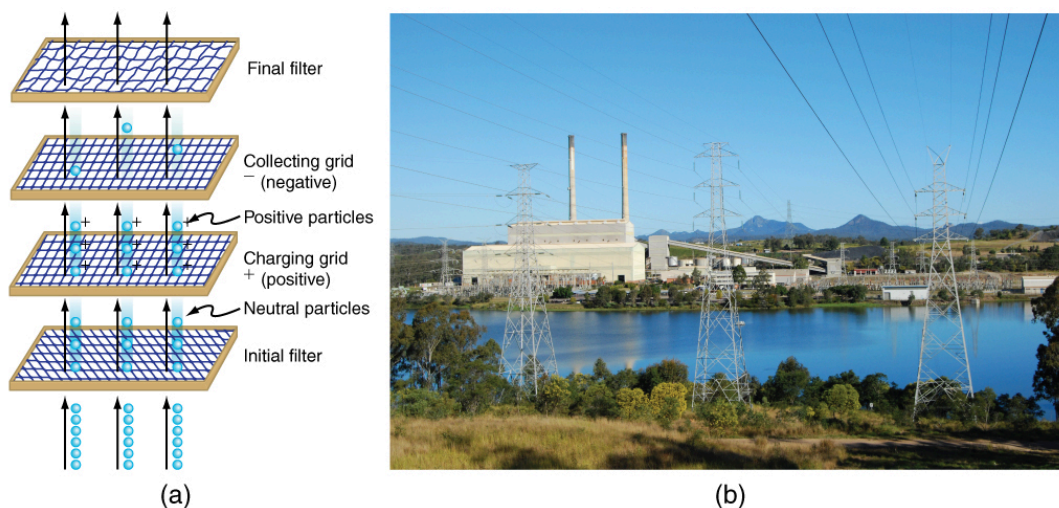 Final filter
Collecting grid
− (negative)
Positive particles
+ + +
+ + +
+ + +
Charging grid
+ (positive)
Neutral particles
Initial filter
(a)
(b)